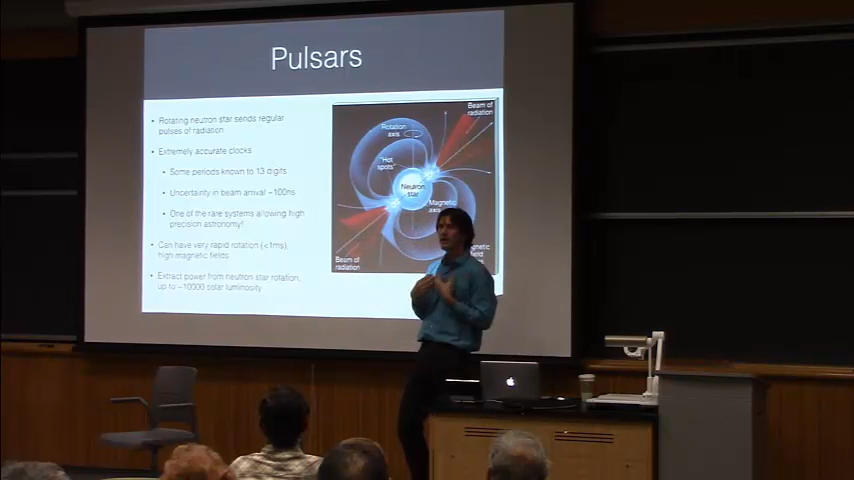 Pulsars
• Rotating neutron star sends regular
pulses of radiation
• Extremely accurate clocks
• Some periods known to 13 digits
• Uncertainty in beam arrival ~100ns
• One of the rare systems allowing high
precision astronomy!
• Can have very rapid rotation (<1ms),
high magnetic fields
• Extract power from neutron star rotation,
up to ~10000 solar luminosity
Beam of
radiation
Rotation
axis
"Hot
spots"
Neutron
star
Magnetic
axis
Magnetic
field
Beam of
radiation